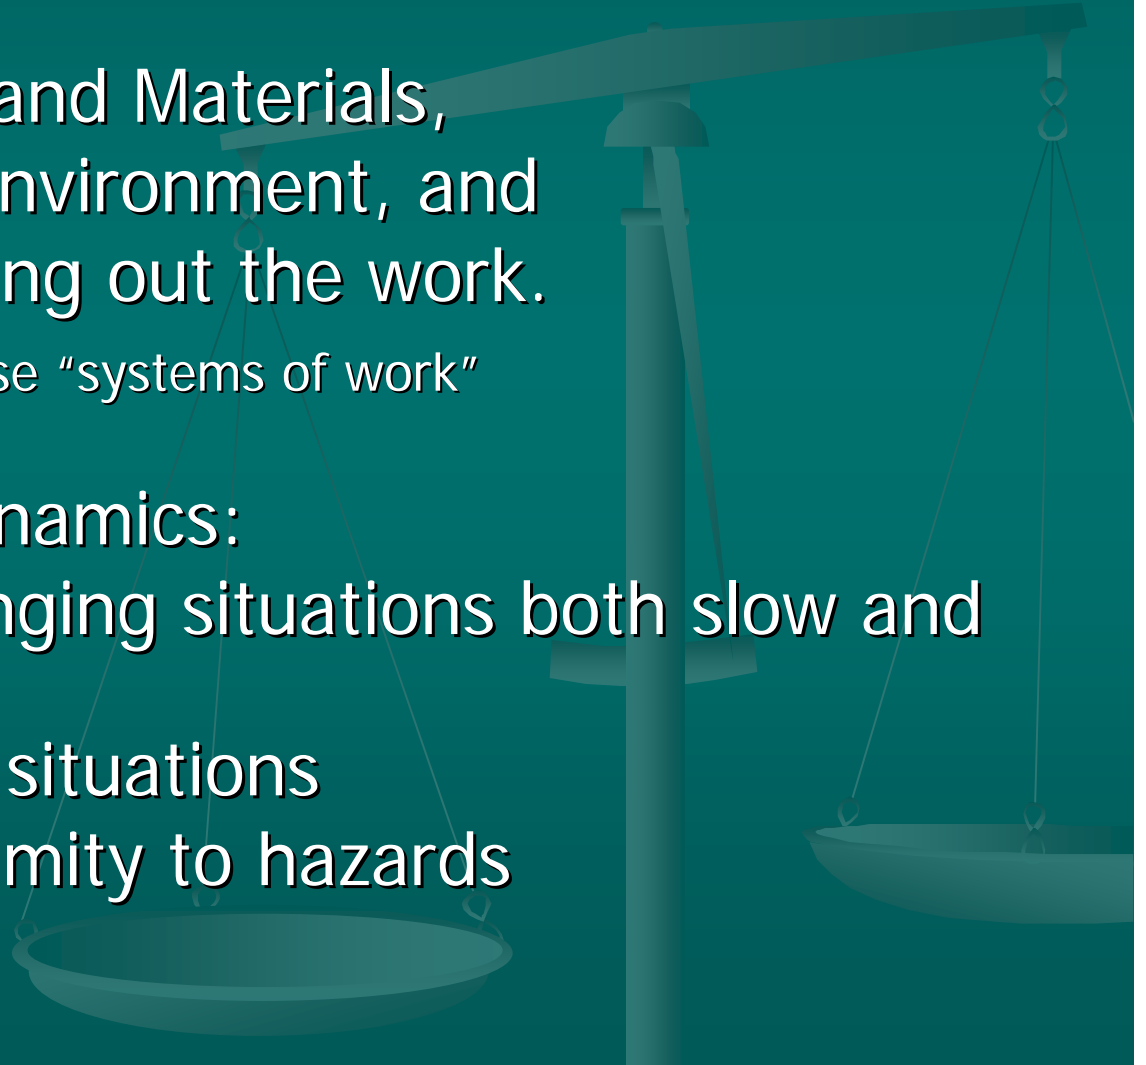 and Materials,
nvironment, and
ng out the work.
se “systems of work”
namics:
nging situations both slow and
situations
mity to hazards